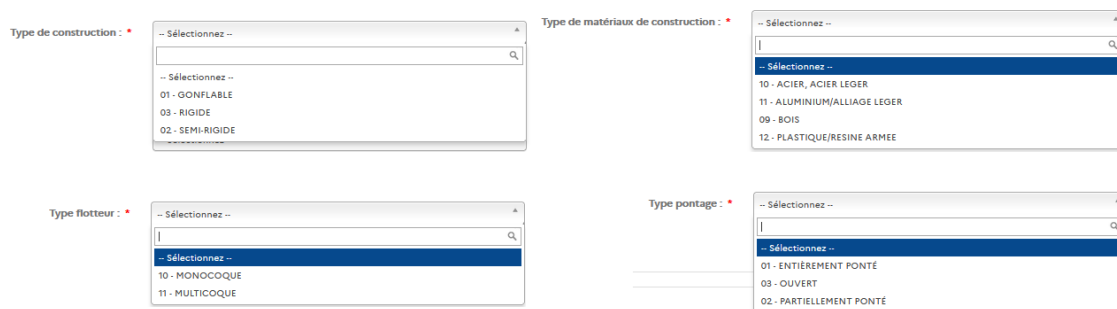 Type de construction : *
-- Sélectionnez --
-- Sélectionnez --
01 - GONFLABLE
03 - RIGIDE
02 - SEMI-RIGIDE
Type de matériaux de construction : *
-- Sélectionnez --
-- Sélectionnez --
10 - ACIER, ACIER LEGER
11 - ALUMINIUM/ALLIAGE LEGER
09 - BOIS
12 - PLASTIQUE/RESINE ARMEE
Type flotteur : *
-- Sélectionnez --
-- Sélectionnez --
10 - MONOCOQUE
11 - MULTICOQUE
Type pontage : *
-- Sélectionnez --
-- Sélectionnez --
01 - ENTIÈREMENT PONTÉ
03 - OUVERT
02 - PARTIELLEMENT PONTÉ